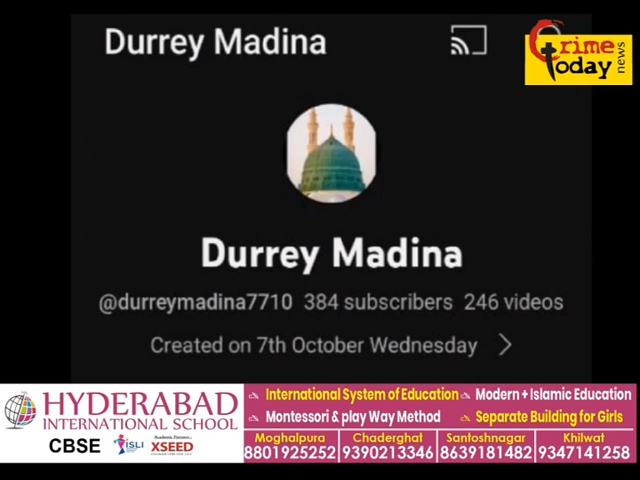 Durrey Madina
Crime
today
news
Durrey Madina
@durreymadina7710 384 subscribers 246 videos
Created on 7th October Wednesday
HYDERABAD
INTERNATIONAL SCHOOL
CBSE
iSLI
XSEED
International System of Education
Modern + Islamic Education
Montessori & play Way Method
Separate Building for Girls
Moghalpura Chaderghat Santoshnagar Khilwat
8801925252 9390213346 8639181482 9347141258